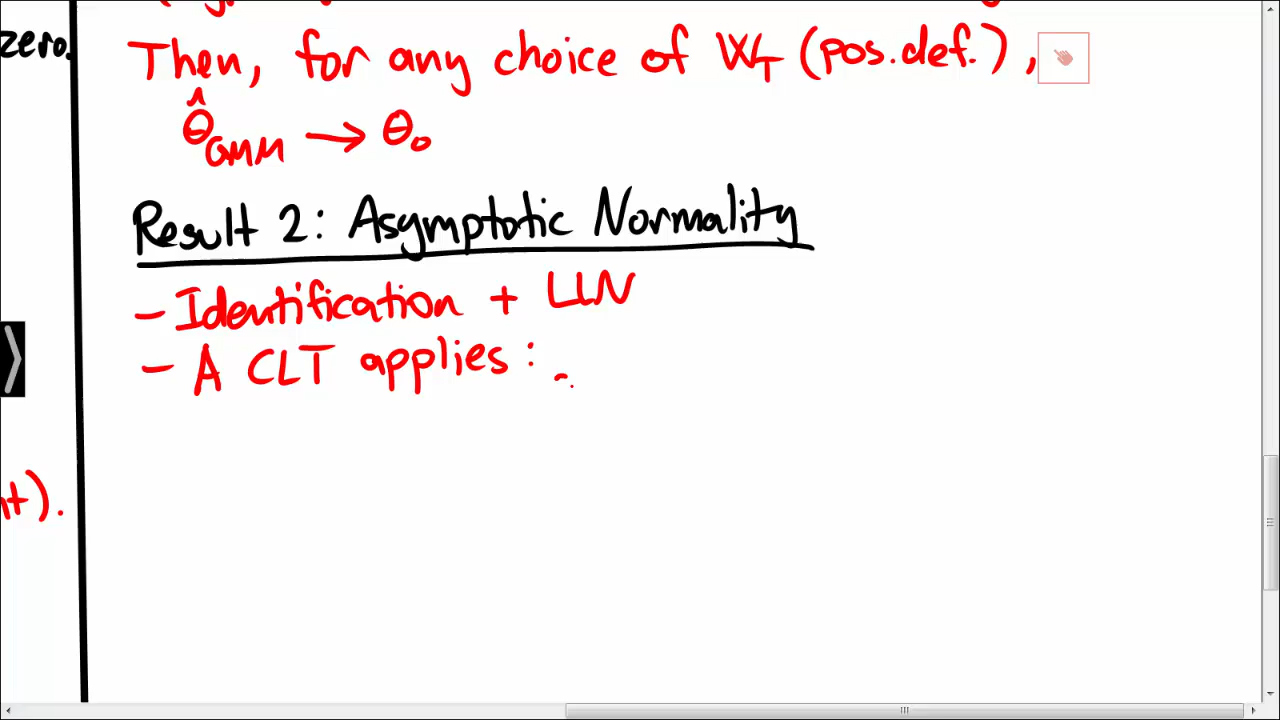 zero.
Then, for any choice of W_T (pos.def.),
θ̂_GMM → θ₀
Result 2: Asymptotic Normality
- Identification + LLN
- A CLT applies:
nt).